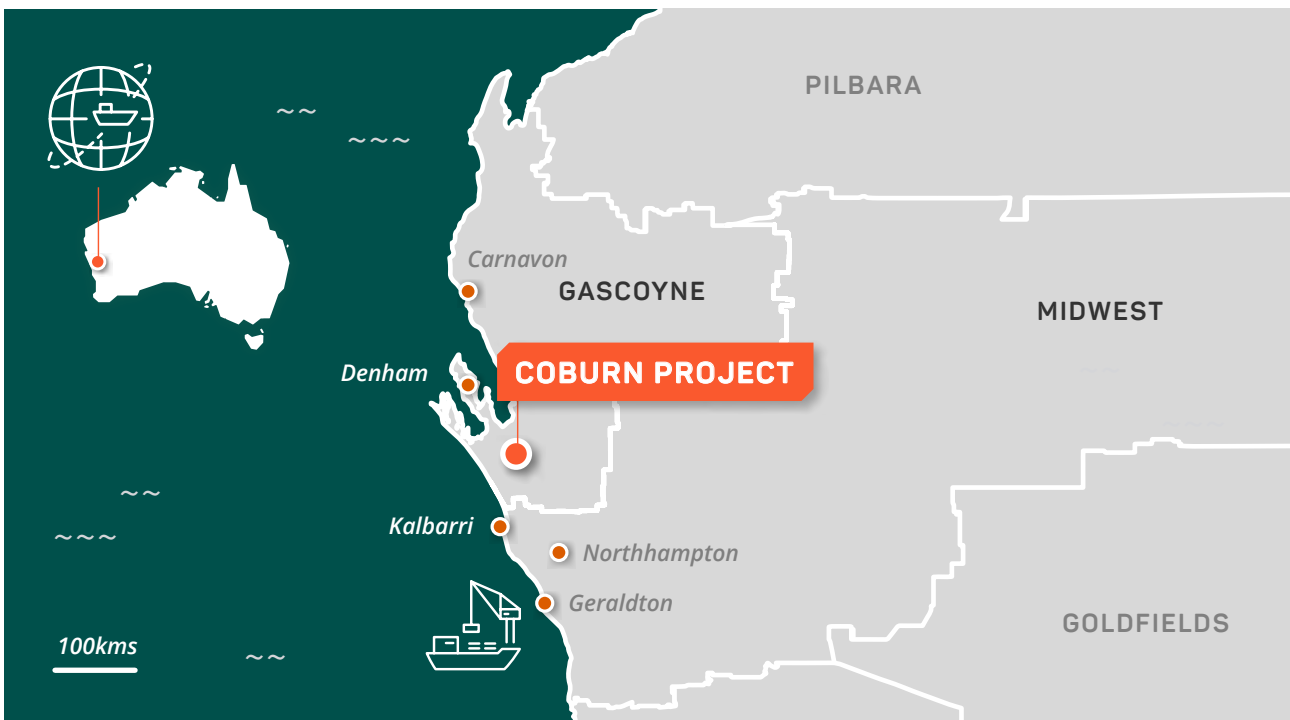 PILBARA
Carnavon
GASCOYNE
MIDWEST
COBURN PROJECT
Denham
Kalbarri
Northhampton
Geraldton
GOLDFIELDS
100kms